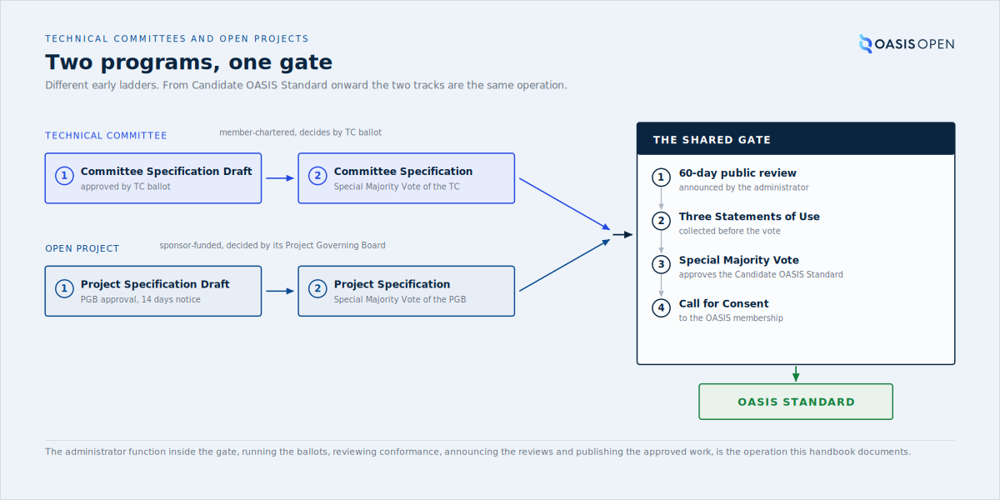 TECHNICAL COMMITTEES AND OPEN PROJECTS
Two programs, one gate
Different early ladders. From Candidate OASIS Standard onward the two tracks are the same operation.
OASIS OPEN
TECHNICAL COMMITTEE
member-chartered, decides by TC ballot
1
Committee Specification Draft
approved by TC ballot
2
Committee Specification
Special Majority Vote of the TC
OPEN PROJECT
sponsor-funded, decided by its Project Governing Board
1
Project Specification Draft
PGB approval, 14 days notice
2
Project Specification
Special Majority Vote of the PGB
THE SHARED GATE
1
60-day public review
announced by the administrator
2
Three Statements of Use
collected before the vote
3
Special Majority Vote
approves the Candidate OASIS Standard
4
Call for Consent
to the OASIS membership
OASIS STANDARD
The administrator function inside the gate, running the ballots, reviewing conformance, announcing the reviews and publishing the approved work, is the operation this handbook documents.